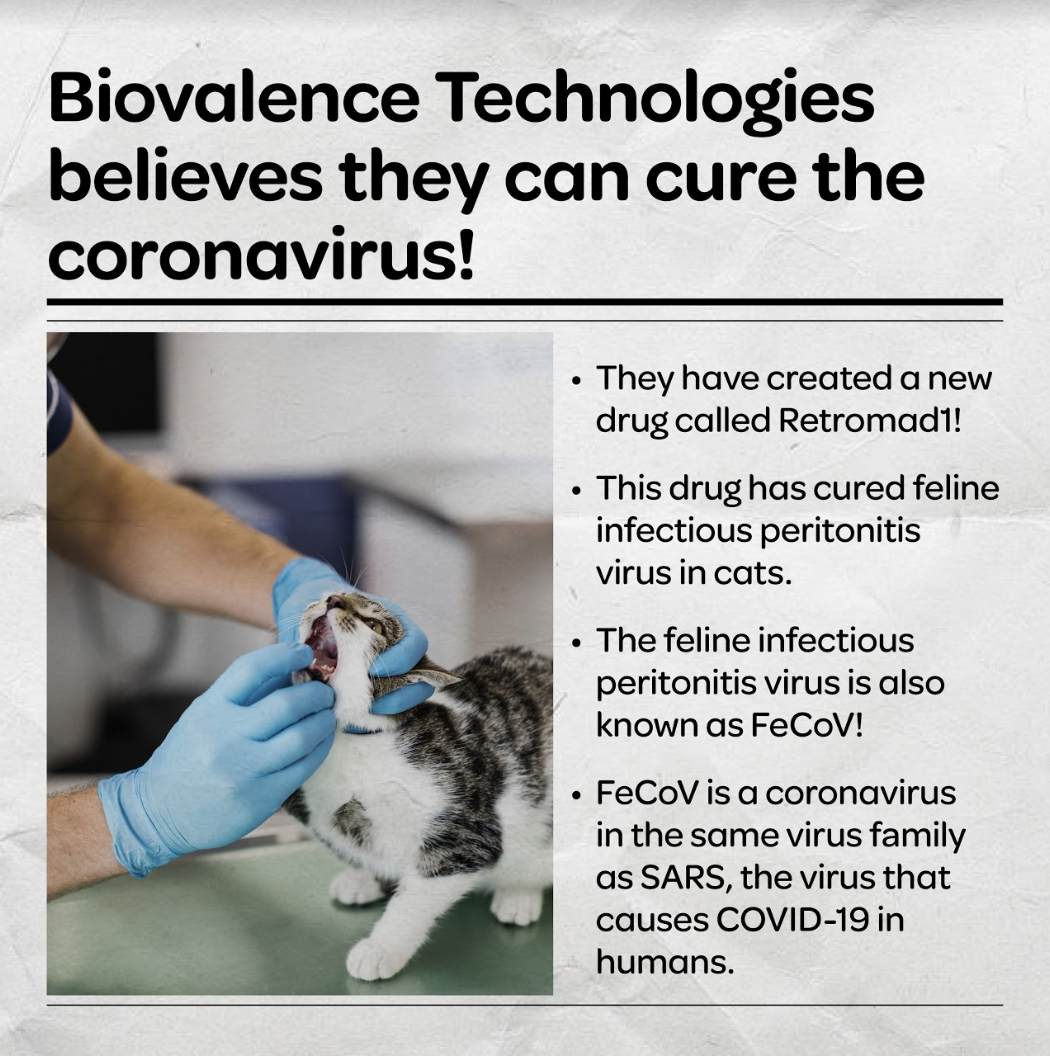 Biovalence Technologies
believes they can cure the
coronavirus!
• They have created a new
drug called Retromad1!
• This drug has cured feline
infectious peritonitis
virus in cats.
• The feline infectious
peritonitis virus is also
known as FeCoV!
• FeCoV is a coronavirus
in the same virus family
as SARS, the virus that
causes COVID-19 in
humans.